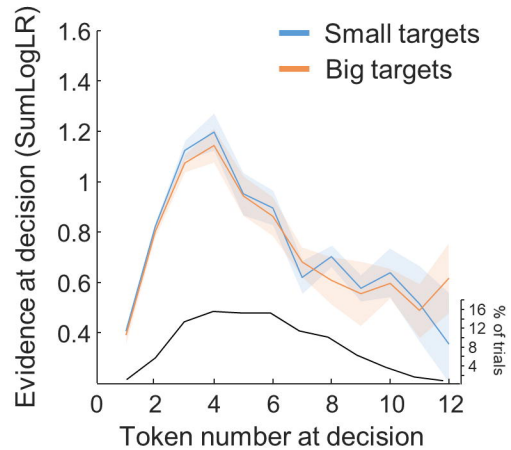 Small targets
Big targets
Evidence at decision (SumLogLR)
1.6
1.4
1.2
1
0.8
0.6
0.4
16
12
8
4
% of trials
0 2 4 6 8 10 12
Token number at decision